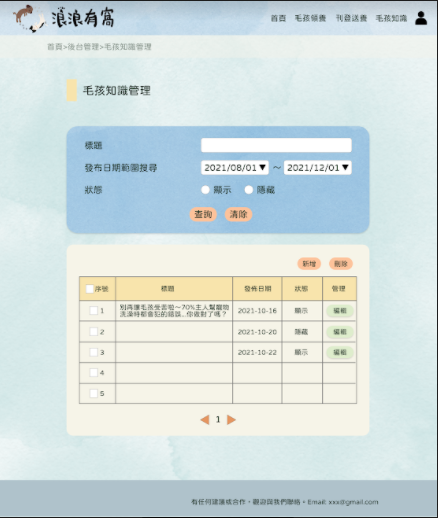 浪浪有窩
首頁 毛孩領養 刊登送養 毛孩知識
首頁>後台管理>毛孩知識管理
毛孩知識管理
標題
發布日期範圍搜尋 2021/08/01▼ ~ 2021/12/01▼
狀態 顯示 隱藏
查詢 清除
新增 刪除
序號 標題 發佈日期 狀態 管理
1 別再讓毛孩受苦啦~70%主人幫寵物 2021-10-16 顯示 編輯
洗澡時都會犯的錯誤...你做對了嗎?
2 2021-10-20 隱藏 編輯
3 2021-10-22 顯示 編輯
4
5
1
有任何建議或合作,歡迎與我們聯絡。Email: xxx@gmail.com